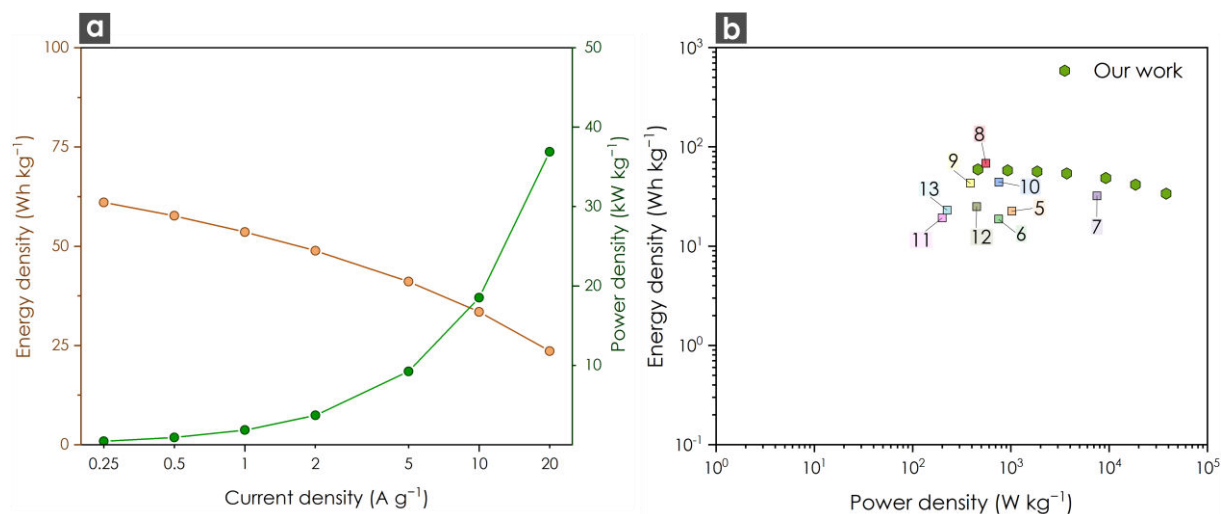 a
100
75
50
25
0
Energy density (Wh kg⁻¹)
0.25 0.5 1 2 5 10 20
Current density (A g⁻¹)
50
40
30
20
10
Power density (kW kg⁻¹)
b
10³
10²
10¹
10⁰
10⁻¹
Energy density (Wh kg⁻¹)
Our work
8
9
10
13
5
11
12
6
7
10⁰ 10¹ 10² 10³ 10⁴ 10⁵
Power density (W kg⁻¹)